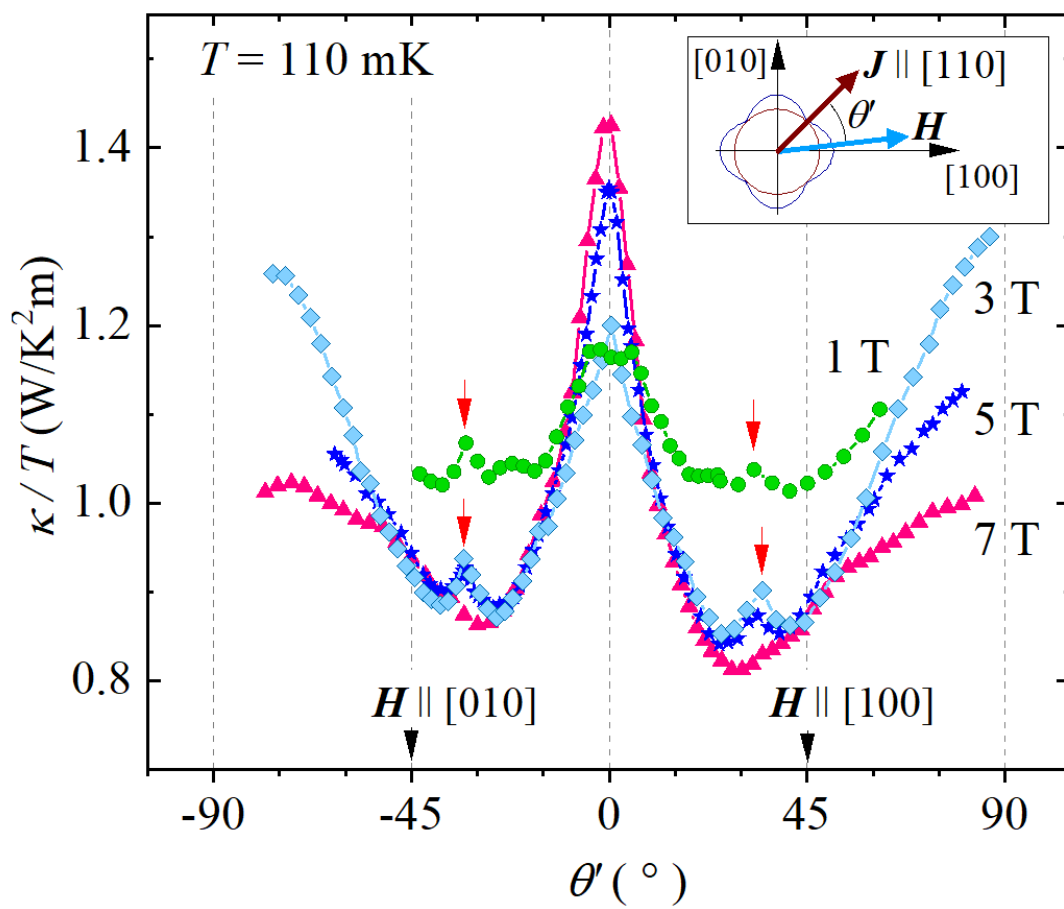 T = 110 mK
[010]
J || [110]
θ′
H
[100]
1.4
1.2
1.0
0.8
κ / T (W/K²m)
3 T
1 T
5 T
7 T
H || [010]
H || [100]
-90
-45
0
45
90
θ′ ( ° )